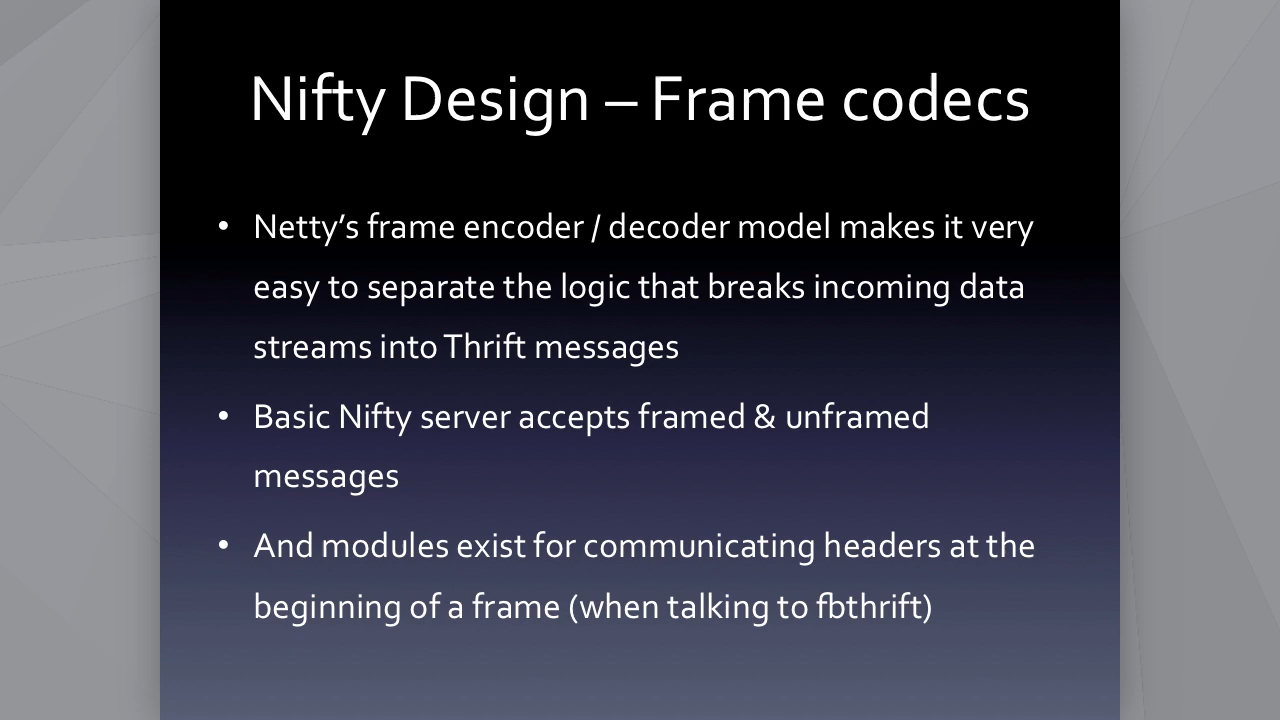 Nifty Design – Frame codecs
• Netty’s frame encoder / decoder model makes it very
easy to separate the logic that breaks incoming data
streams into Thrift messages
• Basic Nifty server accepts framed & unframed
messages
• And modules exist for communicating headers at the
beginning of a frame (when talking to fbthrift)